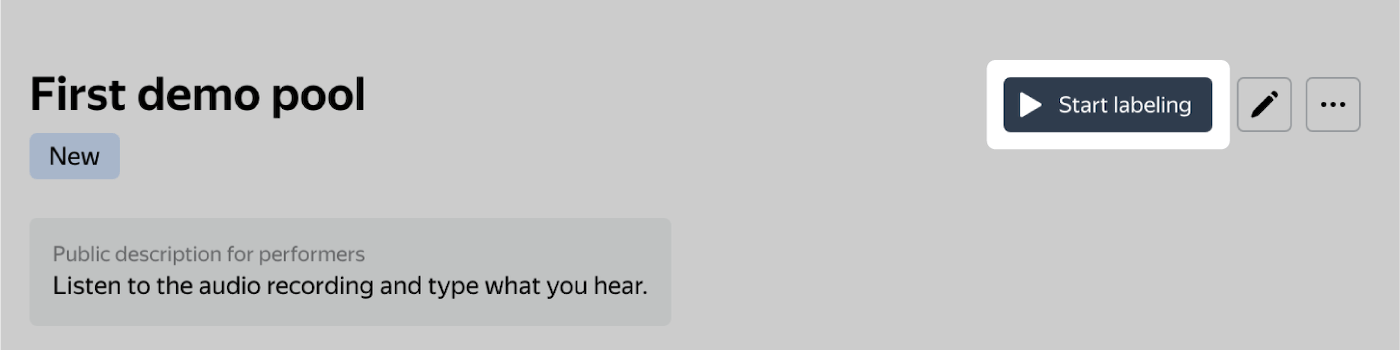 First demo pool
Start labeling
New
Public description for performers
Listen to the audio recording and type what you hear.